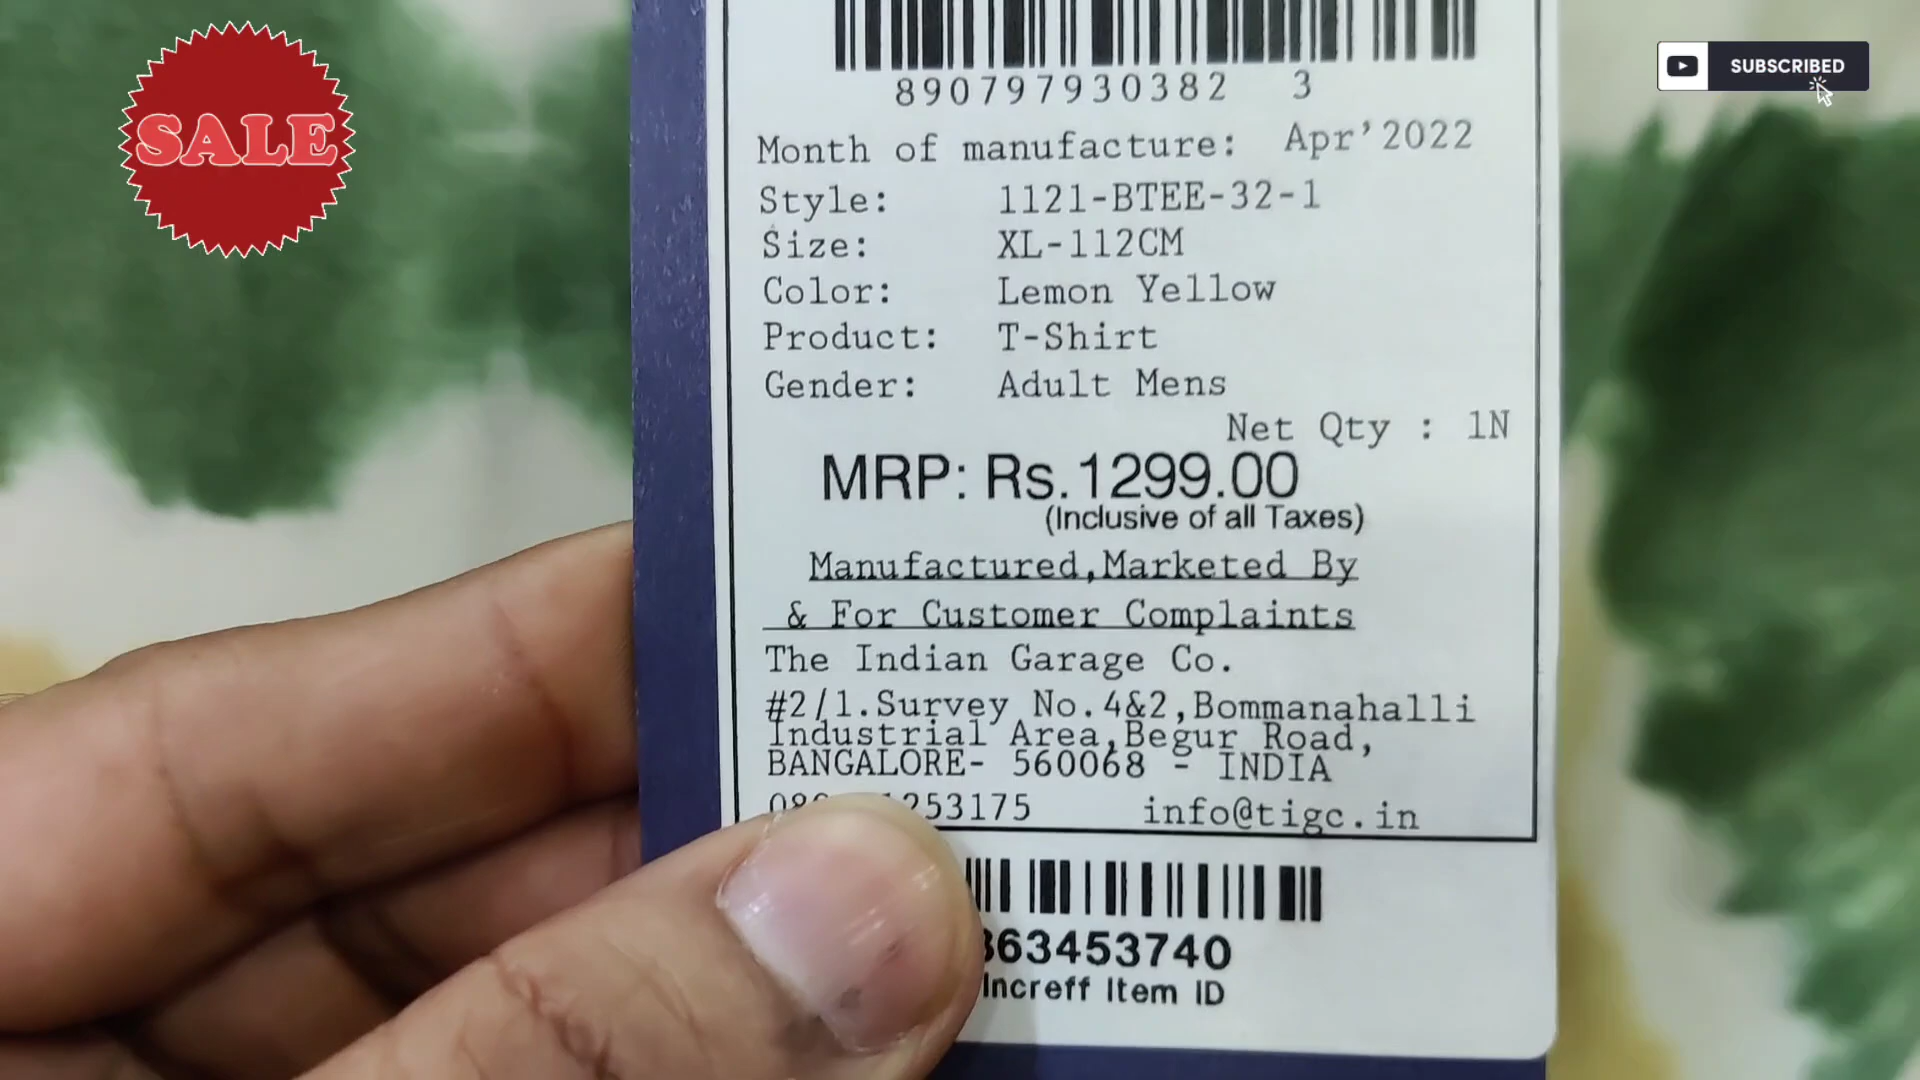 SALE
SUBSCRIBED
890797930382 3
Month of manufacture: Apr'2022
Style: 1121-BTEE-32-1
Size: XL-112CM
Color: Lemon Yellow
Product: T-Shirt
Gender: Adult Mens
Net Qty : 1N
MRP: Rs.1299.00
(Inclusive of all Taxes)
Manufactured,Marketed By
& For Customer Complaints
The Indian Garage Co.
#2/1.Survey No.4&2,Bommanahalli
Industrial Area,Begur Road,
BANGALORE- 560068 - INDIA
info@tigc.in
Increff Item ID